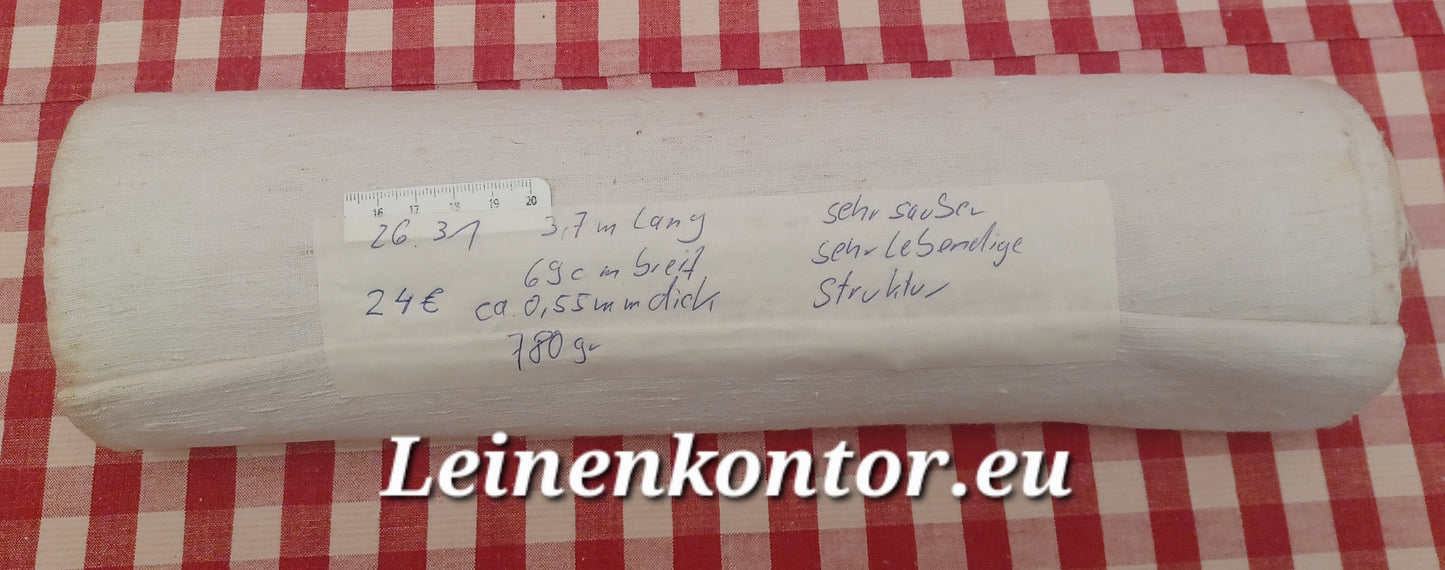 16 17 18 19 20
26.31 3,7 m lang sehr sauber
69 cm breit sehr lebendige
24€ ca. 0,55 mm dick Struktur
780 gr
Leinenkontor.eu